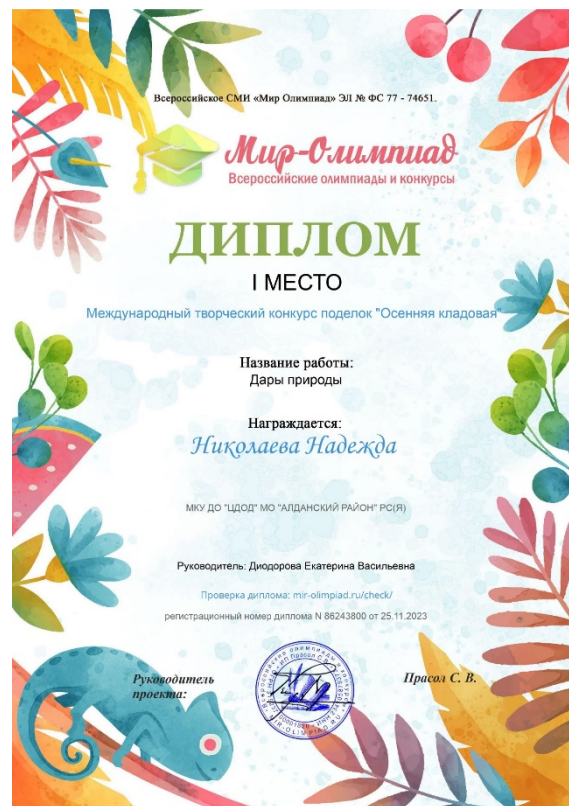 Всероссийское СМИ «Мир Олимпиад» ЭЛ № ФС 77 - 74651.
Мир-Олимпиад
Всероссийские олимпиады и конкурсы
ДИПЛОМ
I МЕСТО
Международный творческий конкурс поделок "Осенняя кладовая"
Название работы:
Дары природы
Награждается:
Николаева Надежда
МКУ ДО "ЦДОД" МО "АЛДАНСКИЙ РАЙОН" РС(Я)
Руководитель: Диодорова Екатерина Васильевна
Проверка диплома: mir-olimpiad.ru/check/
регистрационный номер диплома N 86243800 от 25.11.2023
Руководитель
проекта:
Прасол С. В.